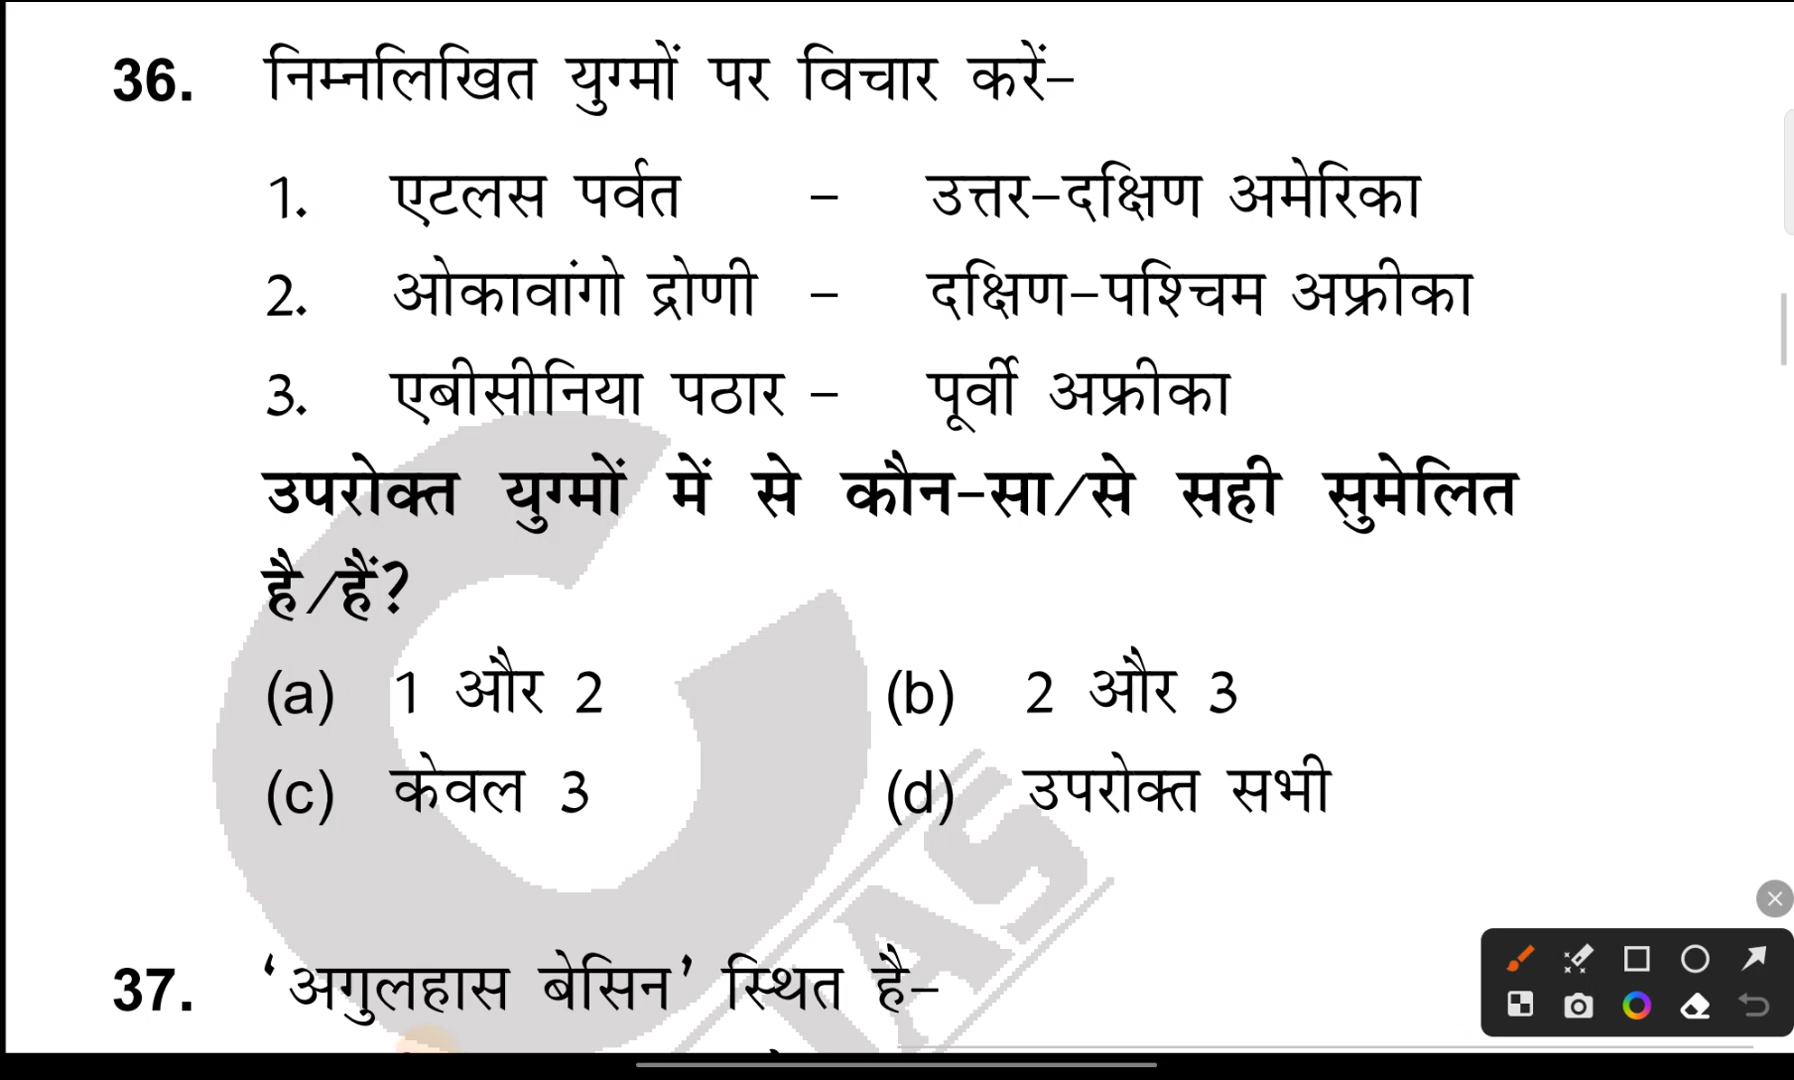 36. निम्नलिखित युग्मों पर विचार करें–
1. एटलस पर्वत – उत्तर-दक्षिण अमेरिका
2. ओकावांगो द्रोणी – दक्षिण-पश्चिम अफ्रीका
3. एबीसीनिया पठार – पूर्वी अफ्रीका
उपरोक्त युग्मों में से कौन-सा/से सही सुमेलित
है/हैं?
(a) 1 और 2 (b) 2 और 3
(c) केवल 3 (d) उपरोक्त सभी
IAS
37. ‘अगुलहास बेसिन’ स्थित है–